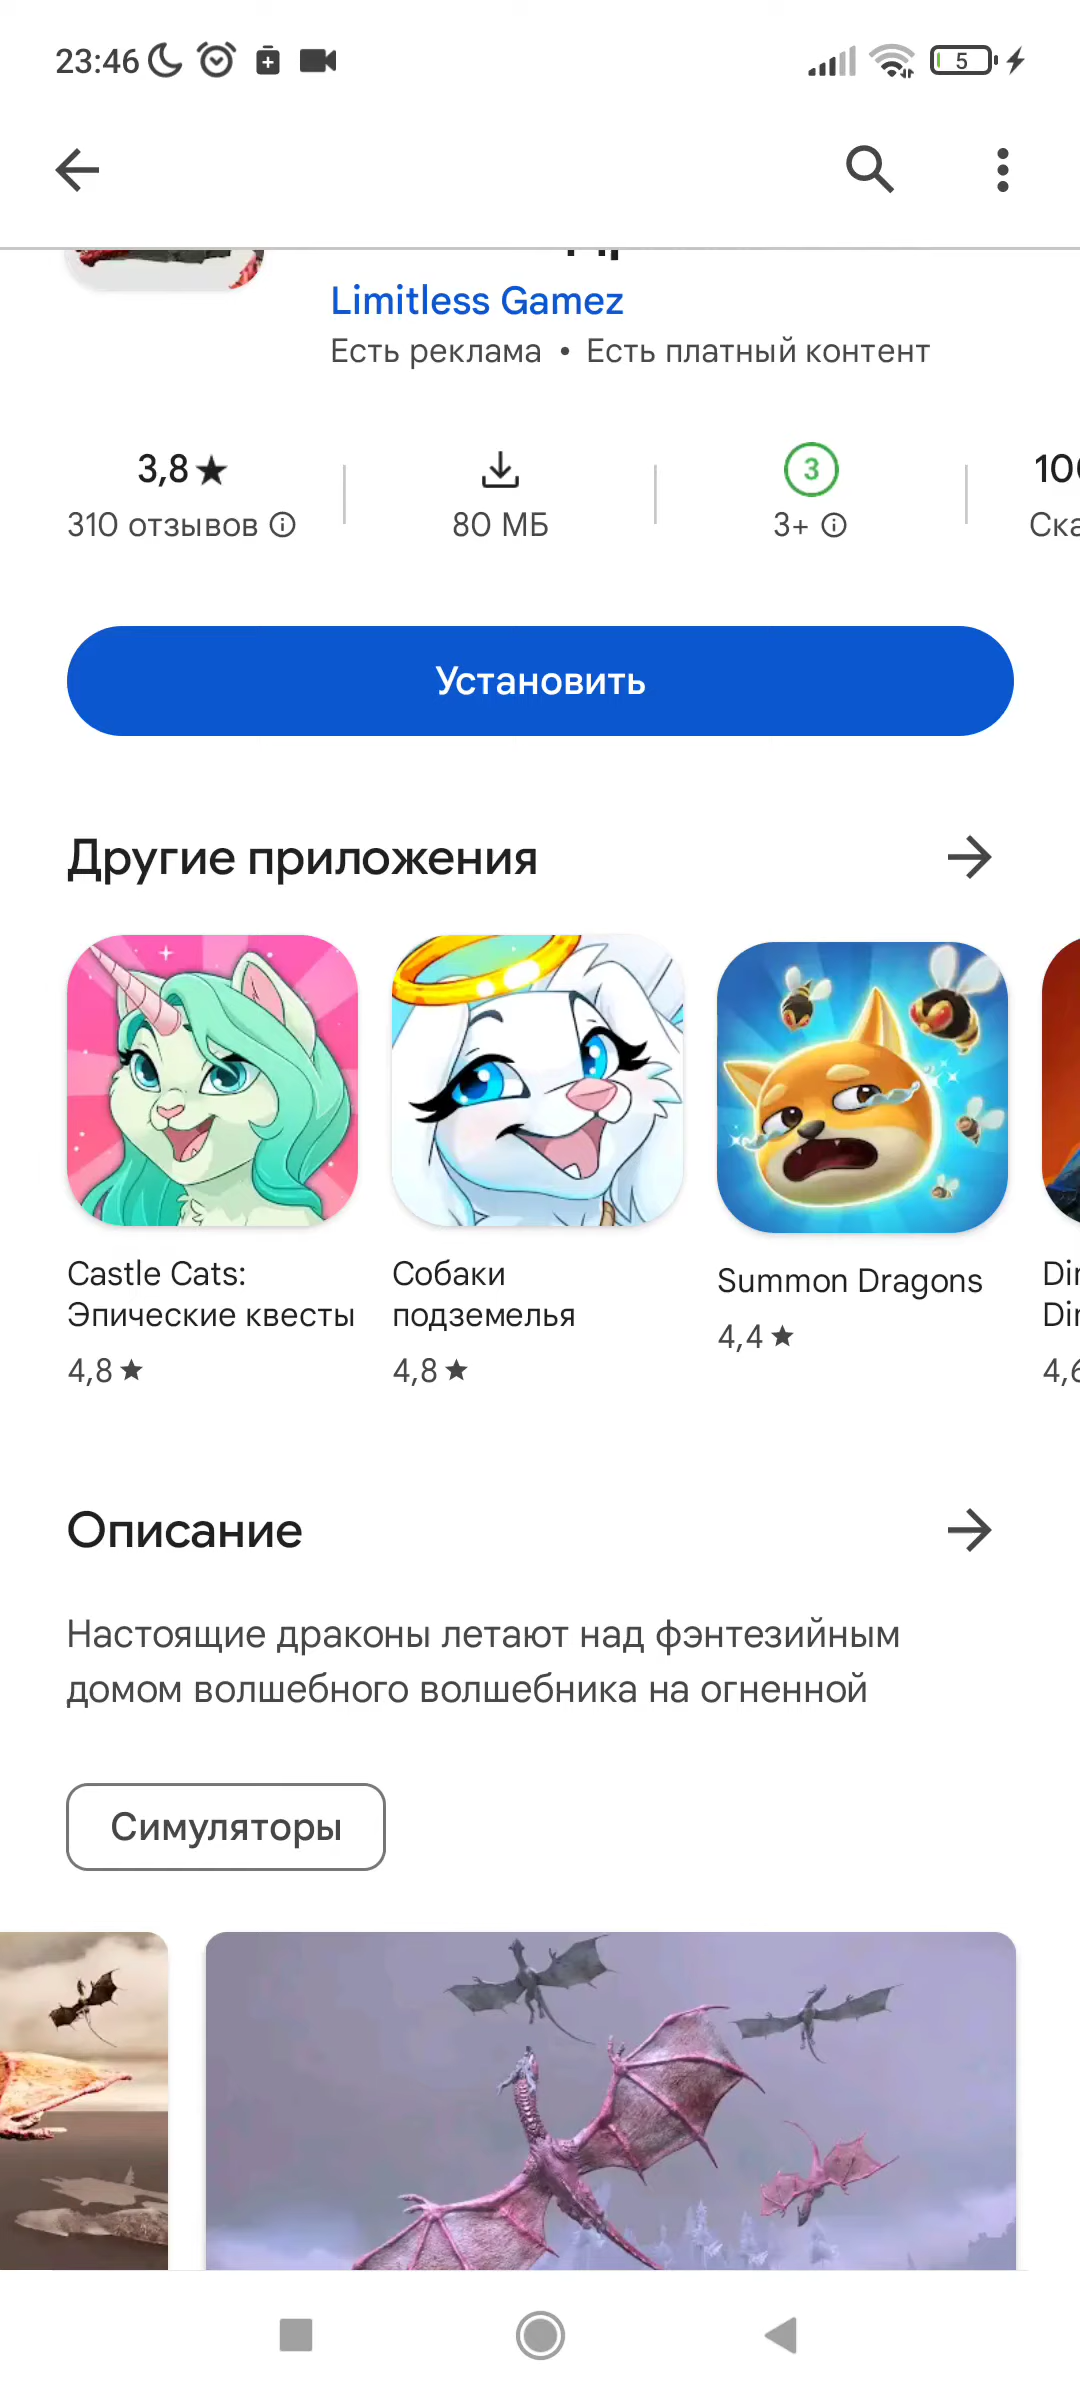 23:46
5
Limitless Gamez
Есть реклама • Есть платный контент
3,8★
310 отзывов
80 МБ
3
3+
Установить
Другие приложения
Castle Cats:
Эпические квесты
4,8★
Собаки
подземелья
4,8★
Summon Dragons
4,4★
Описание
Настоящие драконы летают над фэнтезийным
домом волшебного волшебника на огненной
Симуляторы